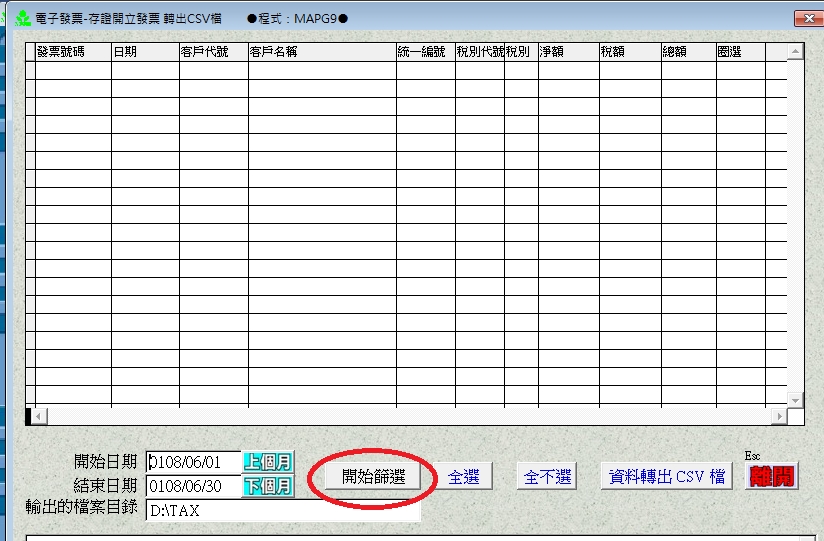 電子發票-存證開立發票 轉出CSV檔 ●程式：MAPG9●
發票號碼 日期 客戶代號 客戶名稱 統一編號 稅別代號 稅別 淨額 稅額 總額 圈選
開始日期 0108/06/01 上個月
結束日期 0108/06/30 下個月
輸出的檔案目錄 D:\TAX
開始篩選 全選 全不選 資料轉出 CSV 檔
Esc
離開